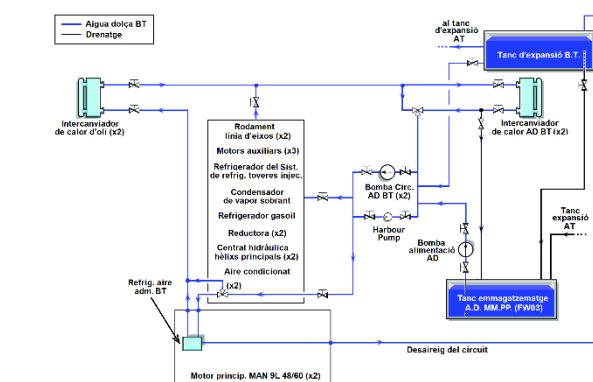 Aigua dolça BT
Drenatge
al tanc
d'expansió
AT
Tanc d'expansió B.T.
Intercanviador
de calor d'oli (x2)
Rodament
línia d'eixos (x2)
Motors auxiliars (x3)
Refrigerador del Sist.
de refrig. toveres injec.
Condensador
de vapor sobrant
Refrigerador gasoil
Reductora (x2)
Central hidràulica
hèlixs principals (x2)
Aire condicionat
(x2)
Intercanviador
de calor AD BT (x2)
Bomba Circ.
AD BT (x2)
Harbour
Pump
Bomba
alimentació
AD
Tanc
expansió
AT
Refrig. aire
adm. BT
Tanc emmagatzematge
A.D. MM.PP. (FW03)
Desaireig del circuit
Motor princip. MAN 9L 48/60 (x2)